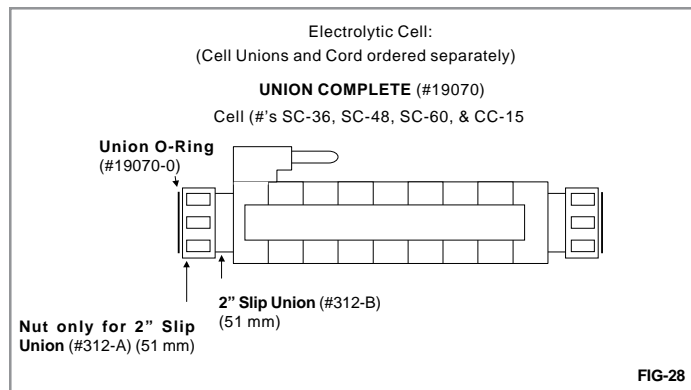 Electrolytic Cell:
(Cell Unions and Cord ordered separately)
UNION COMPLETE (#19070)
Cell (#'s SC-36, SC-48, SC-60, & CC-15
Union O-Ring
(#19070-0)
2” Slip Union (#312-B)
(51 mm)
Nut only for 2” Slip
Union (#312-A) (51 mm)
FIG-28